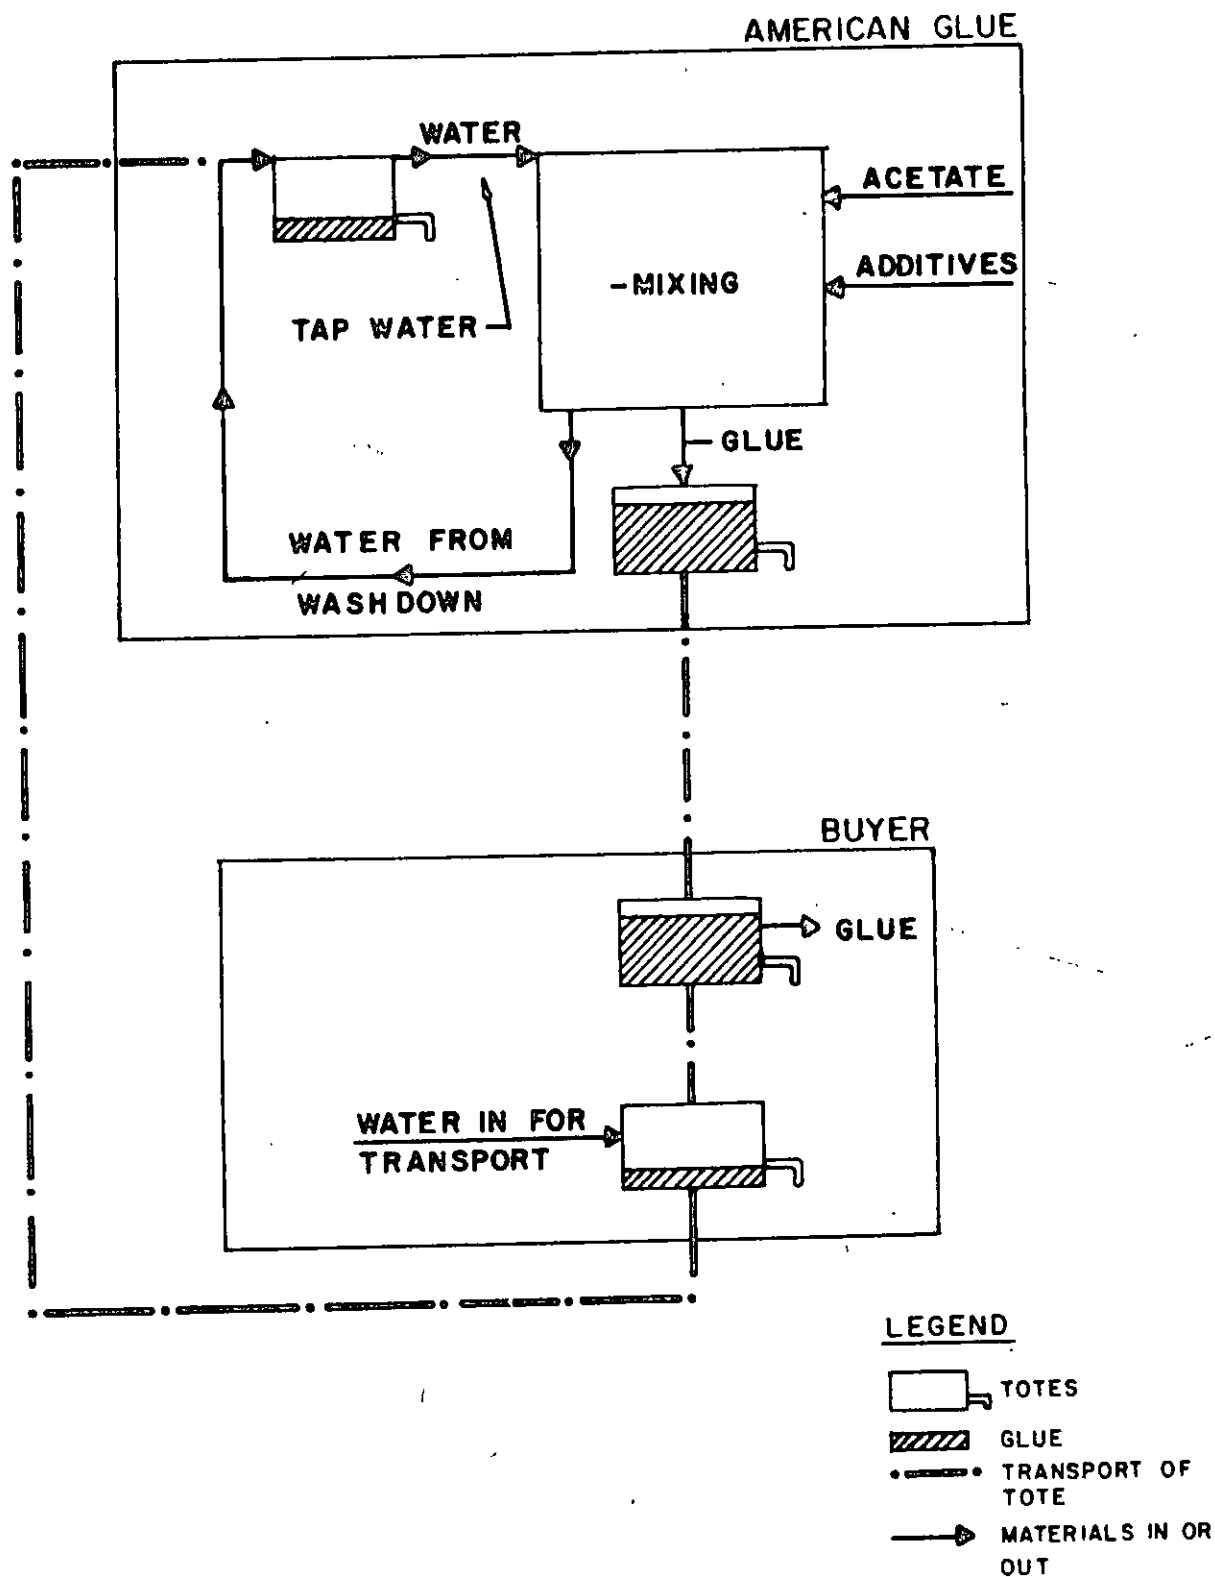 AMERICAN GLUE
WATER
ACETATE
ADDITIVES
-MIXING
TAP WATER
GLUE
WATER FROM
WASHDOWN
BUYER
GLUE
WATER IN FOR
TRANSPORT
LEGEND
TOTES
GLUE
TRANSPORT OF
TOTE
MATERIALS IN OR
OUT